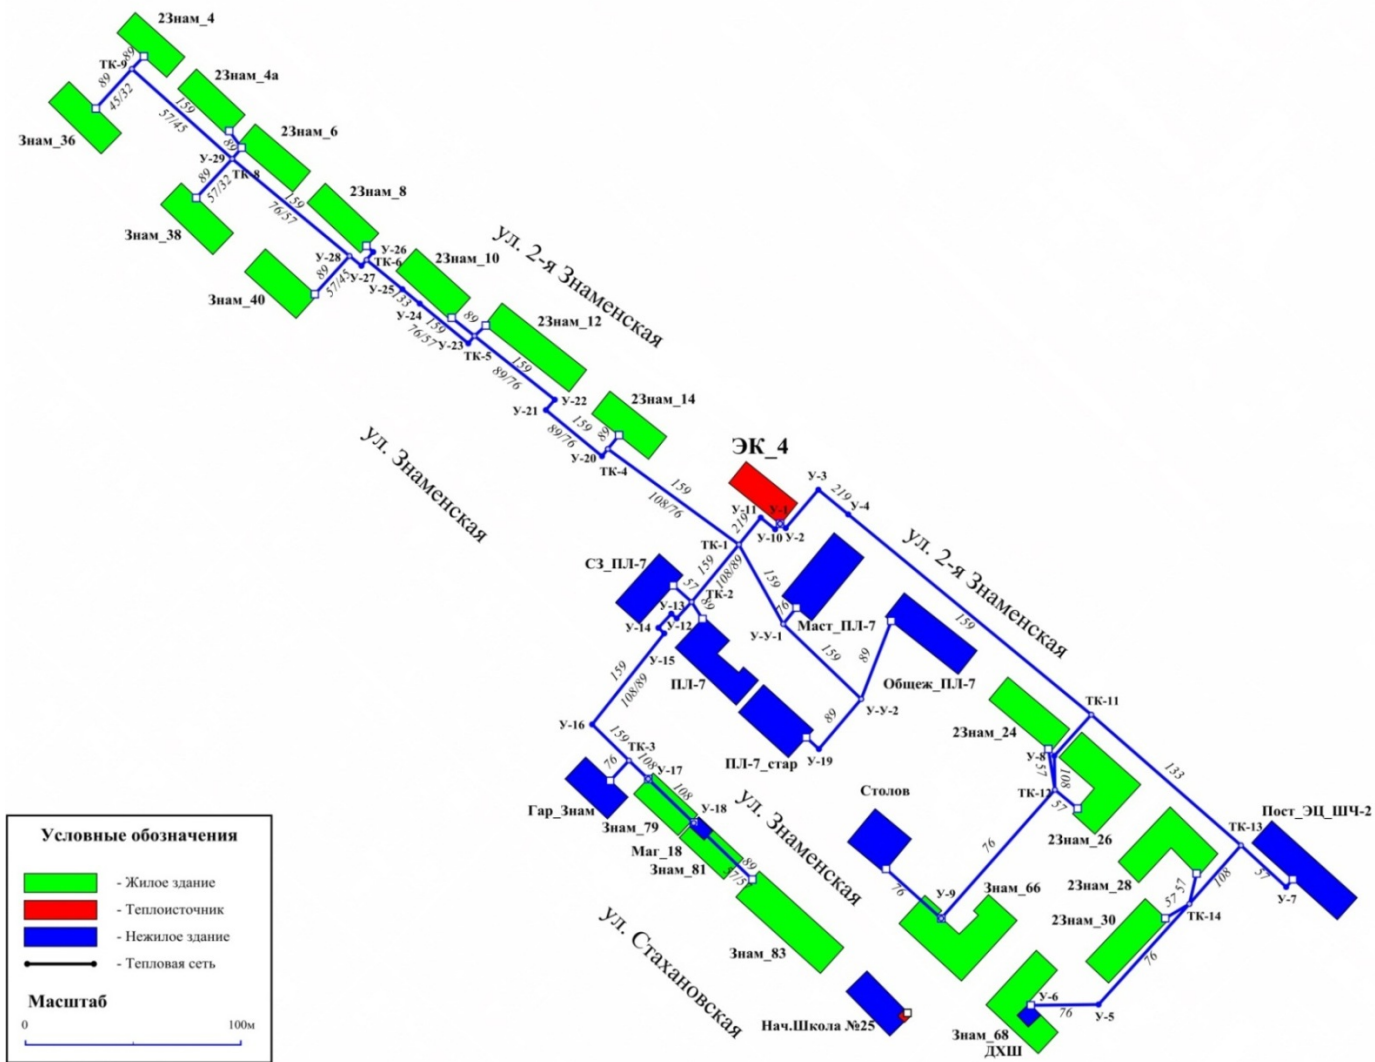 2Знам_4
89
ТК-9
2Знам_4а
89
45/32
159
57/45
2Знам_6
Знам_36
89
У-29
ТК-8
2Знам_8
89
57/32
159
76/57
Знам_38
ул. 2-я Знаменская
У-26
2Знам_10
У-28
ТК-6
У-27
89
57/45
У-25
133
Знам_40
У-24
89
2Знам_12
159
76/57
У-23
ТК-5
159
89/76
2Знам_14
У-22
У-21
159
89/76
89
ул. Знаменская
ЭК_4
У-20
ТК-4
159
108/76
У-3
219
У-4
У-11
У-1
219
У-10
У-2
ул. 2-я Знаменская
ТК-1
СЗ_ПЛ-7
159
108/89
159
57
ТК-2
89
76
У-13
У-12
Маст_ПЛ-7
159
У-14
У-У-1
У-15
159
89
ПЛ-7
Общеж_ПЛ-7
159
108/89
У-У-2
ТК-11
У-16
89
2Знам_24
159
ТК-3
ПЛ-7_стар
У-19
У-8
108
76
У-17
57
108
133
108
ТК-12
Столов
57
ул. Знаменская
Гар_Знам
У-18
Знам_79
2Знам_26
ТК-13
Пост_ЭЦ_ШЧ-2
Условные обозначения
Маг_18
76
Знам_81
89
57/5
2Знам_28
108
57
76
57
57
У-7
- Жилое здание
У-9
Знам_66
2Знам_30
ТК-14
- Теплоисточник
ул. Стахановская
- Нежилое здание
Знам_83
76
- Тепловая сеть
Масштаб
У-6
76
У-5
0
100м
Нач.Школа №25
Знам_68
ДХШ